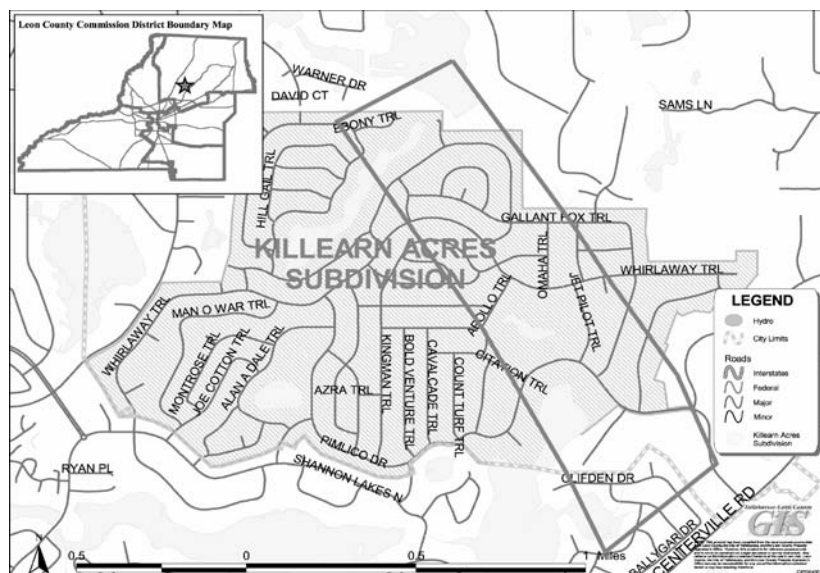 Leon County Commission District Boundary Map
WARNER DR
DAVID CT
SAMS LN
EBONY TRL
HILL GAIL TRL
GALLANT FOX TRL
KILLEARN ACRES
SUBDIVISION
OMAHA TRL
WHIRLAWAY TRL
JET PILOT TRL
APOLLO TRL
WHIRLAWAY TRL
MAN O WAR TRL
MONTROSE TRL
JOE COTTON TRL
ALAN A DALE TRL
AZRA TRL
KINGMAN TRL
BOLD VENTURE TRL
CAVALCADE TRL
COUNT TURF TRL
CITATION TRL
LEGEND
Hydro
City Limits
Roads
Interstates
Federal
Major
Minor
Killearn Acres
Subdivision
PIMLICO DR
RYAN PL
SHANNON LAKES N
CLIFDEN DR
BALLYGAR DR
CENTERVILLE RD
Tallahassee-Leon County
GIS
N
0.5 0 0.5 1 Miles